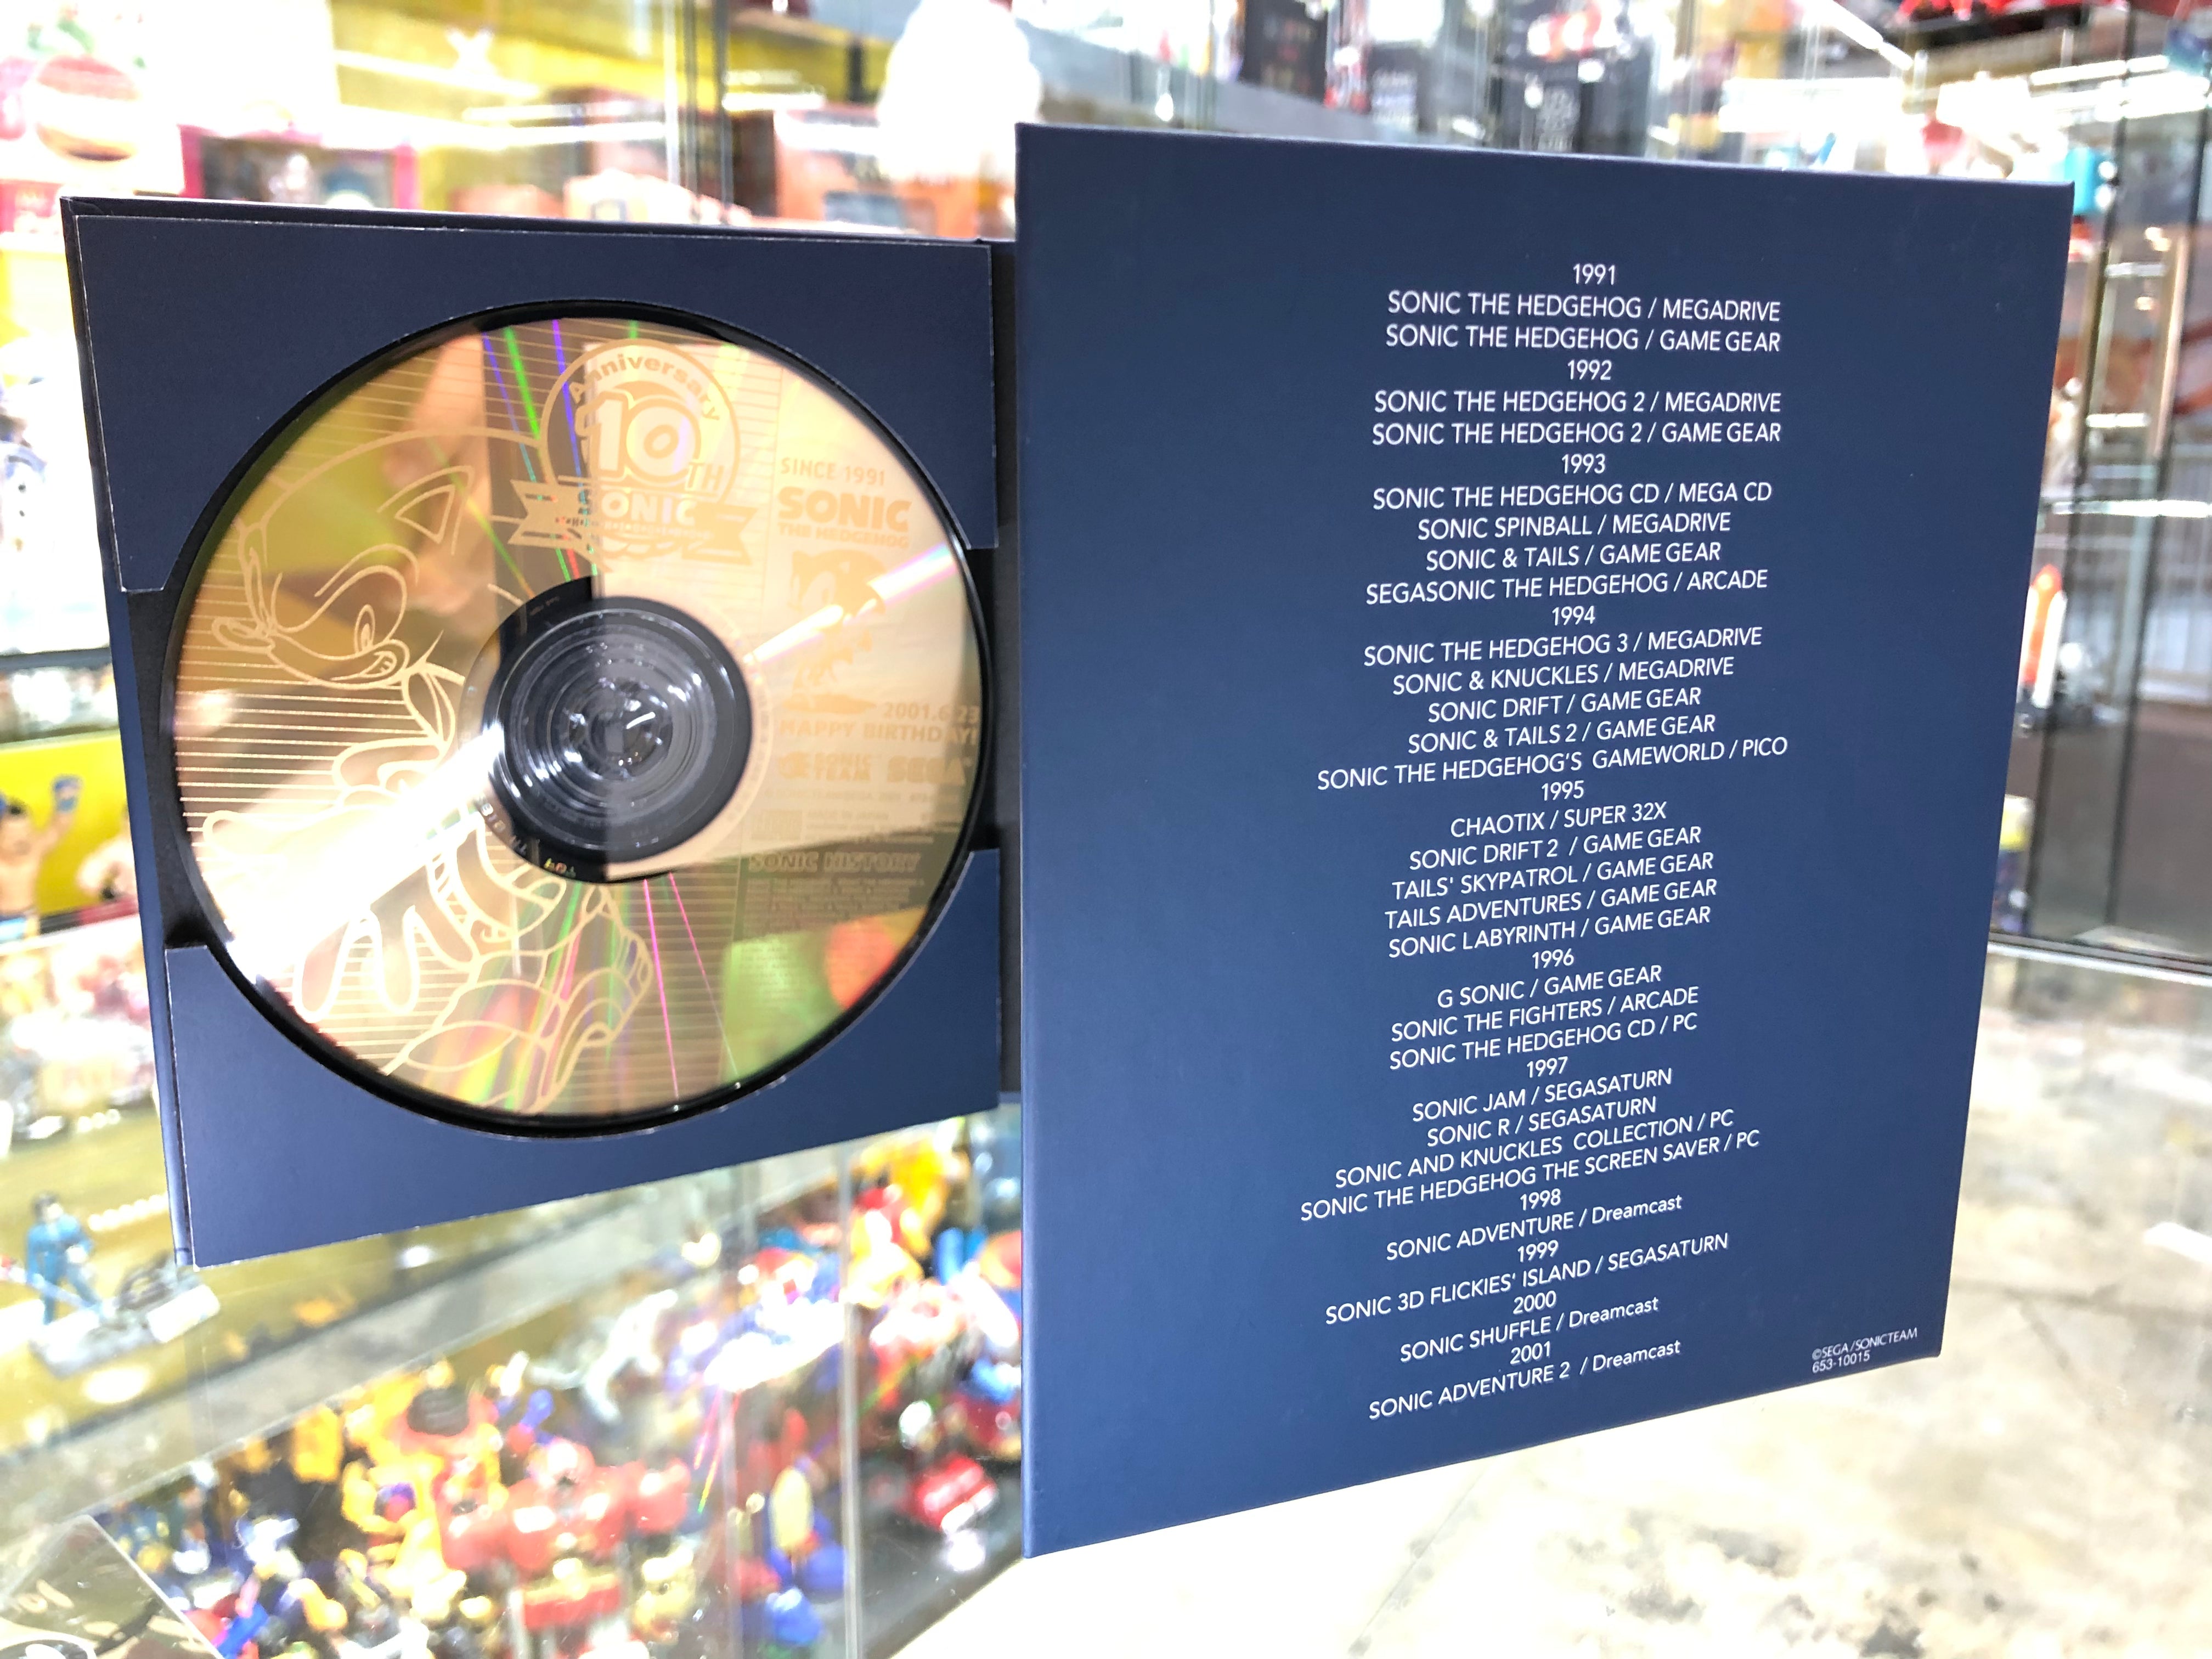 Anniversary
10TH
SONIC
SINCE 1991
SONIC
THE HEDGEHOG
2001.6.23
HAPPY BIRTHDAY!
SONIC
TEAM
SEGA
SONIC HISTORY
1991
SONIC THE HEDGEHOG / MEGADRIVE
SONIC THE HEDGEHOG / GAME GEAR
1992
SONIC THE HEDGEHOG 2 / MEGADRIVE
SONIC THE HEDGEHOG 2 / GAME GEAR
1993
SONIC THE HEDGEHOG CD / MEGA CD
SONIC SPINBALL / MEGADRIVE
SONIC & TAILS / GAME GEAR
SEGASONIC THE HEDGEHOG / ARCADE
1994
SONIC THE HEDGEHOG 3 / MEGADRIVE
SONIC & KNUCKLES / MEGADRIVE
SONIC DRIFT / GAME GEAR
SONIC & TAILS 2 / GAME GEAR
SONIC THE HEDGEHOG'S GAMEWORLD / PICO
1995
CHAOTIX / SUPER 32X
SONIC DRIFT 2 / GAME GEAR
TAILS' SKYPATROL / GAME GEAR
TAILS ADVENTURES / GAME GEAR
SONIC LABYRINTH / GAME GEAR
1996
G SONIC / GAME GEAR
SONIC THE FIGHTERS / ARCADE
SONIC THE HEDGEHOG CD / PC
1997
SONIC JAM / SEGASATURN
SONIC R / SEGASATURN
SONIC AND KNUCKLES COLLECTION / PC
SONIC THE HEDGEHOG THE SCREEN SAVER / PC
1998
SONIC ADVENTURE / Dreamcast
1999
SONIC 3D FLICKIES' ISLAND / SEGASATURN
2000
SONIC SHUFFLE / Dreamcast
2001
SONIC ADVENTURE 2 / Dreamcast
©SEGA/SONICTEAM
653-10015